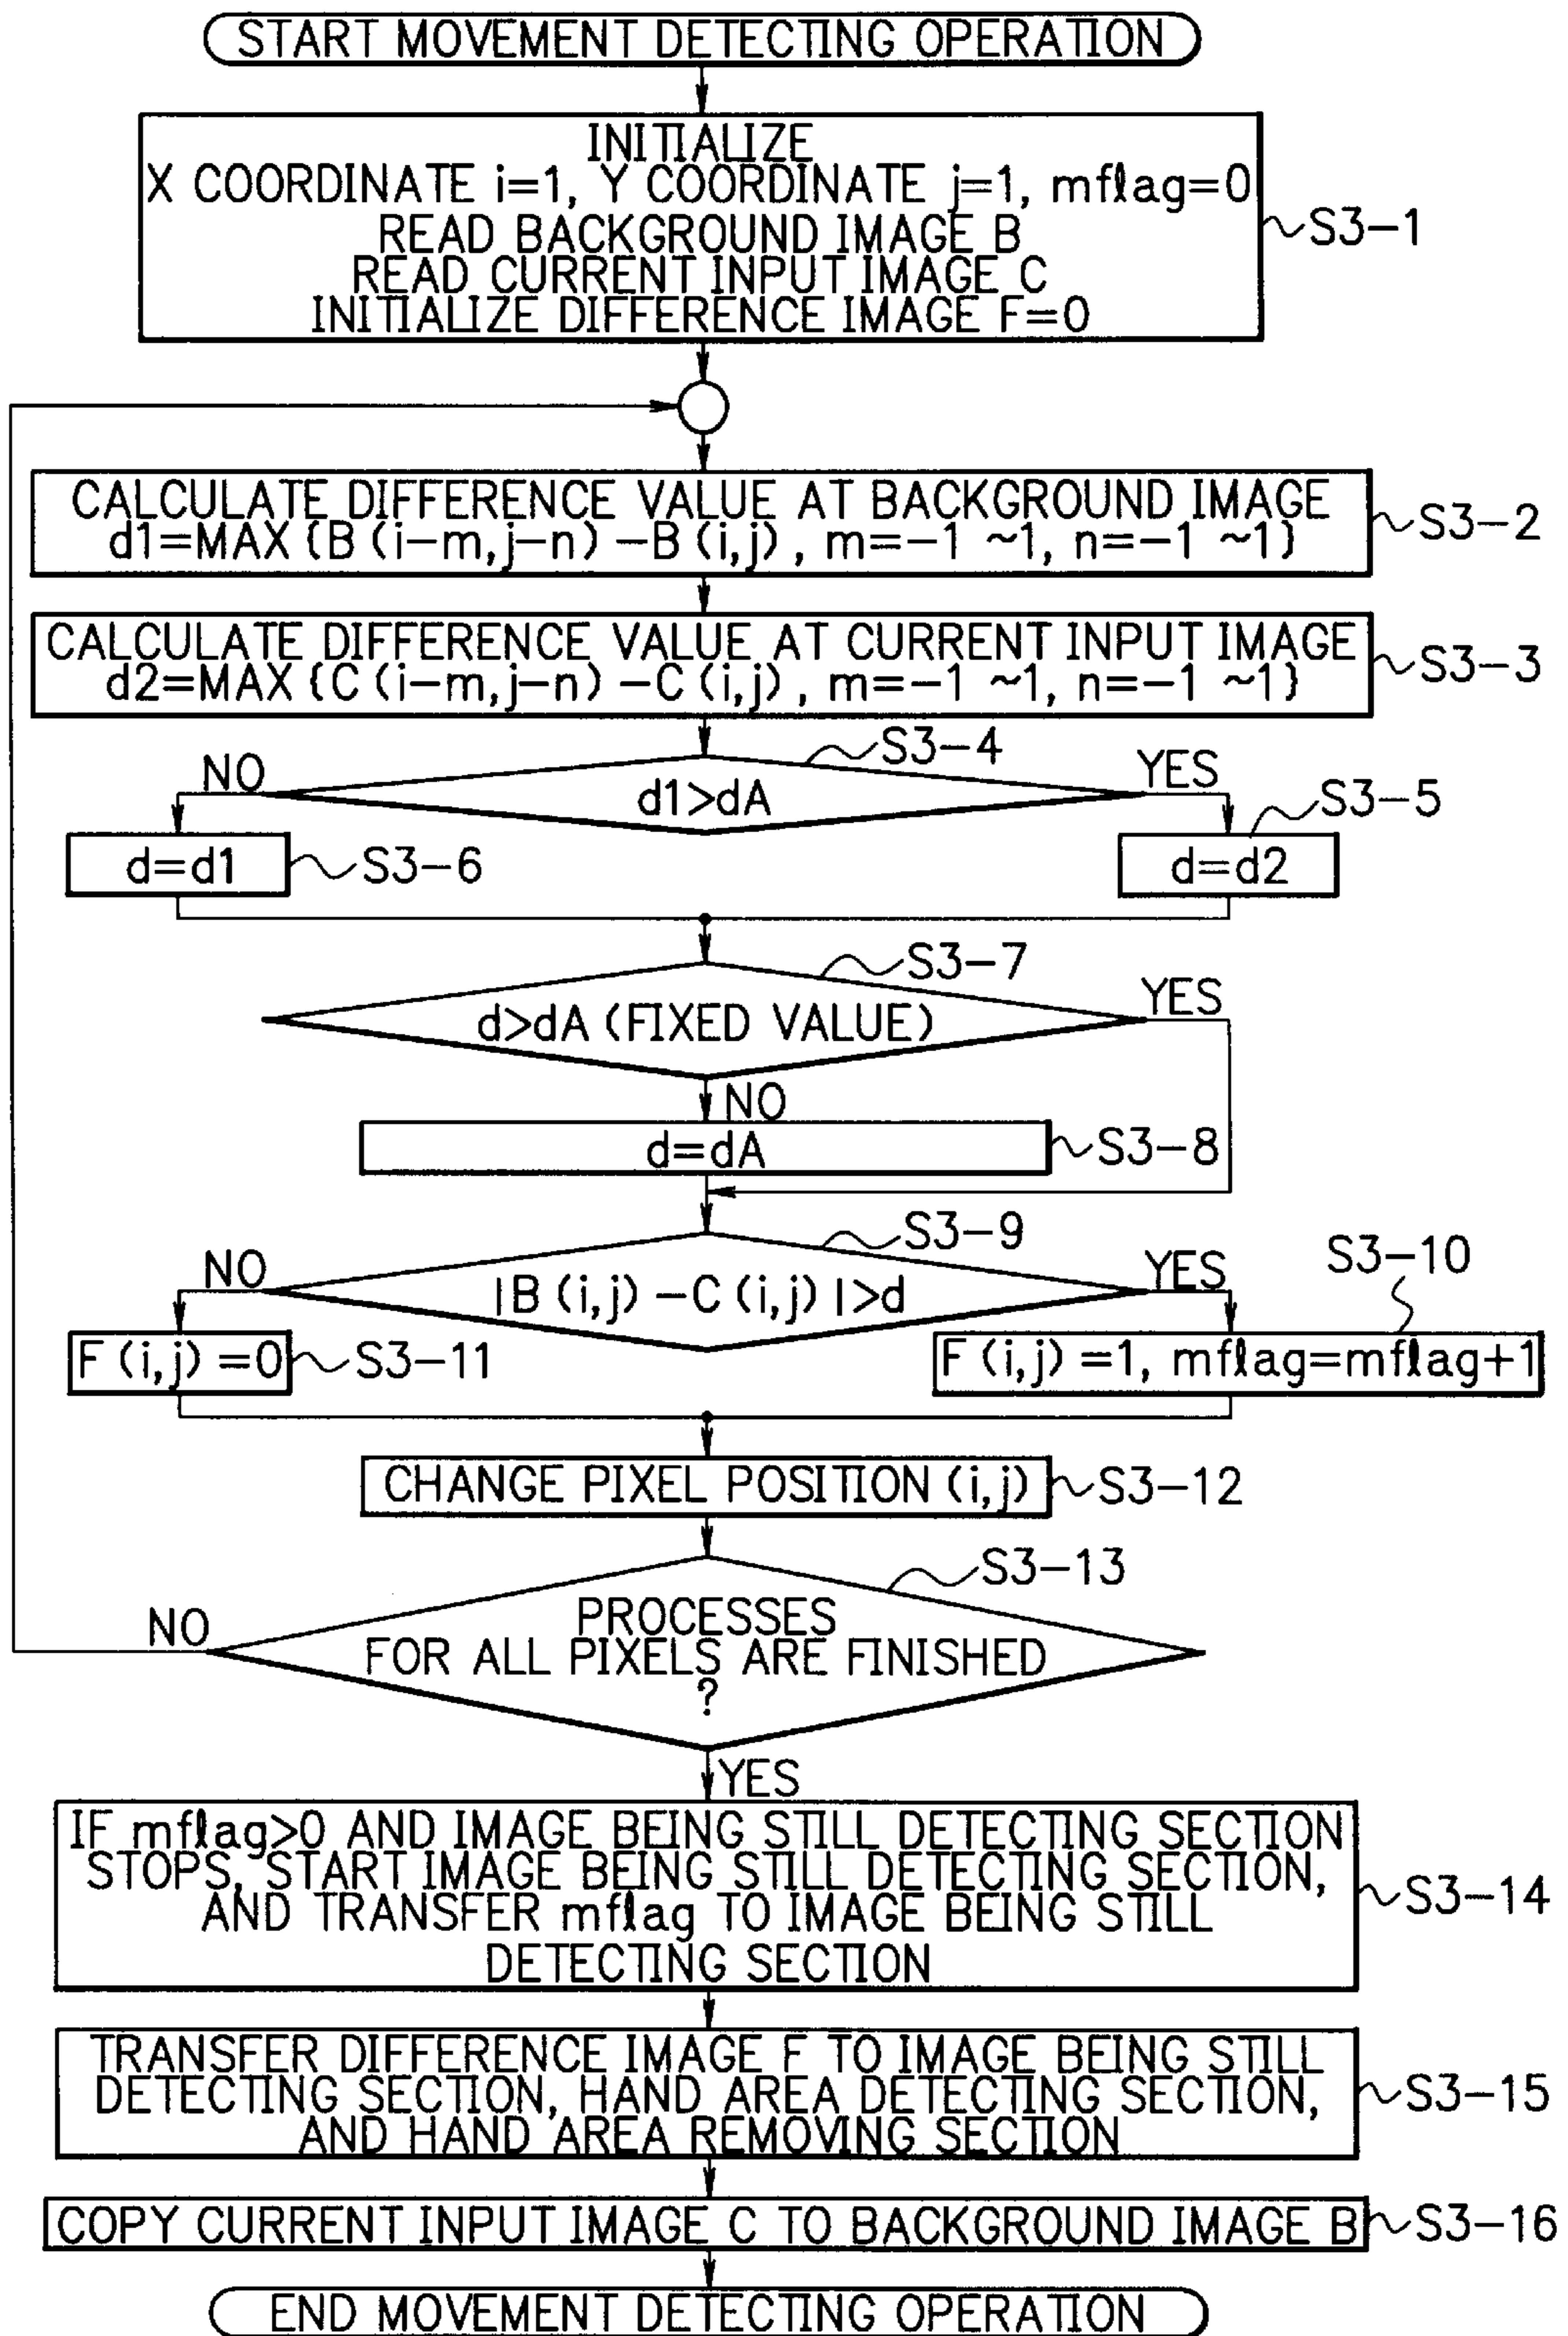 START MOVEMENT DETECTING OPERATION
INITIALIZE
X COORDINATE i=1, Y COORDINATE j=1, mflag=0
READ BACKGROUND IMAGE B
READ CURRENT INPUT IMAGE C
INITIALIZE DIFFERENCE IMAGE F=0
S3-1
CALCULATE DIFFERENCE VALUE AT BACKGROUND IMAGE
d1=MAX{B(i-m,j-n)-B(i,j), m=-1 ~1, n=-1 ~1}
S3-2
CALCULATE DIFFERENCE VALUE AT CURRENT INPUT IMAGE
d2=MAX{C(i-m,j-n)-C(i,j), m=-1 ~1, n=-1 ~1}
S3-3
S3-4
NO
d1>dA
YES
S3-5
d=d1
S3-6
d=d2
S3-7
d>dA(FIXED VALUE)
YES
NO
d=dA
S3-8
S3-9
NO
|B(i,j)-C(i,j)|>d
YES
S3-10
F(i,j)=0
S3-11
F(i,j)=1, mflag=mflag+1
CHANGE PIXEL POSITION(i,j)
S3-12
S3-13
NO
PROCESSES
FOR ALL PIXELS ARE FINISHED
?
YES
IF mflag>0 AND IMAGE BEING STILL DETECTING SECTION
STOPS, START IMAGE BEING STILL DETECTING SECTION,
AND TRANSFER mflag TO IMAGE BEING STILL
DETECTING SECTION
S3-14
TRANSFER DIFFERENCE IMAGE F TO IMAGE BEING STILL
DETECTING SECTION, HAND AREA DETECTING SECTION,
AND HAND AREA REMOVING SECTION
S3-15
COPY CURRENT INPUT IMAGE C TO BACKGROUND IMAGE B
S3-16
END MOVEMENT DETECTING OPERATION